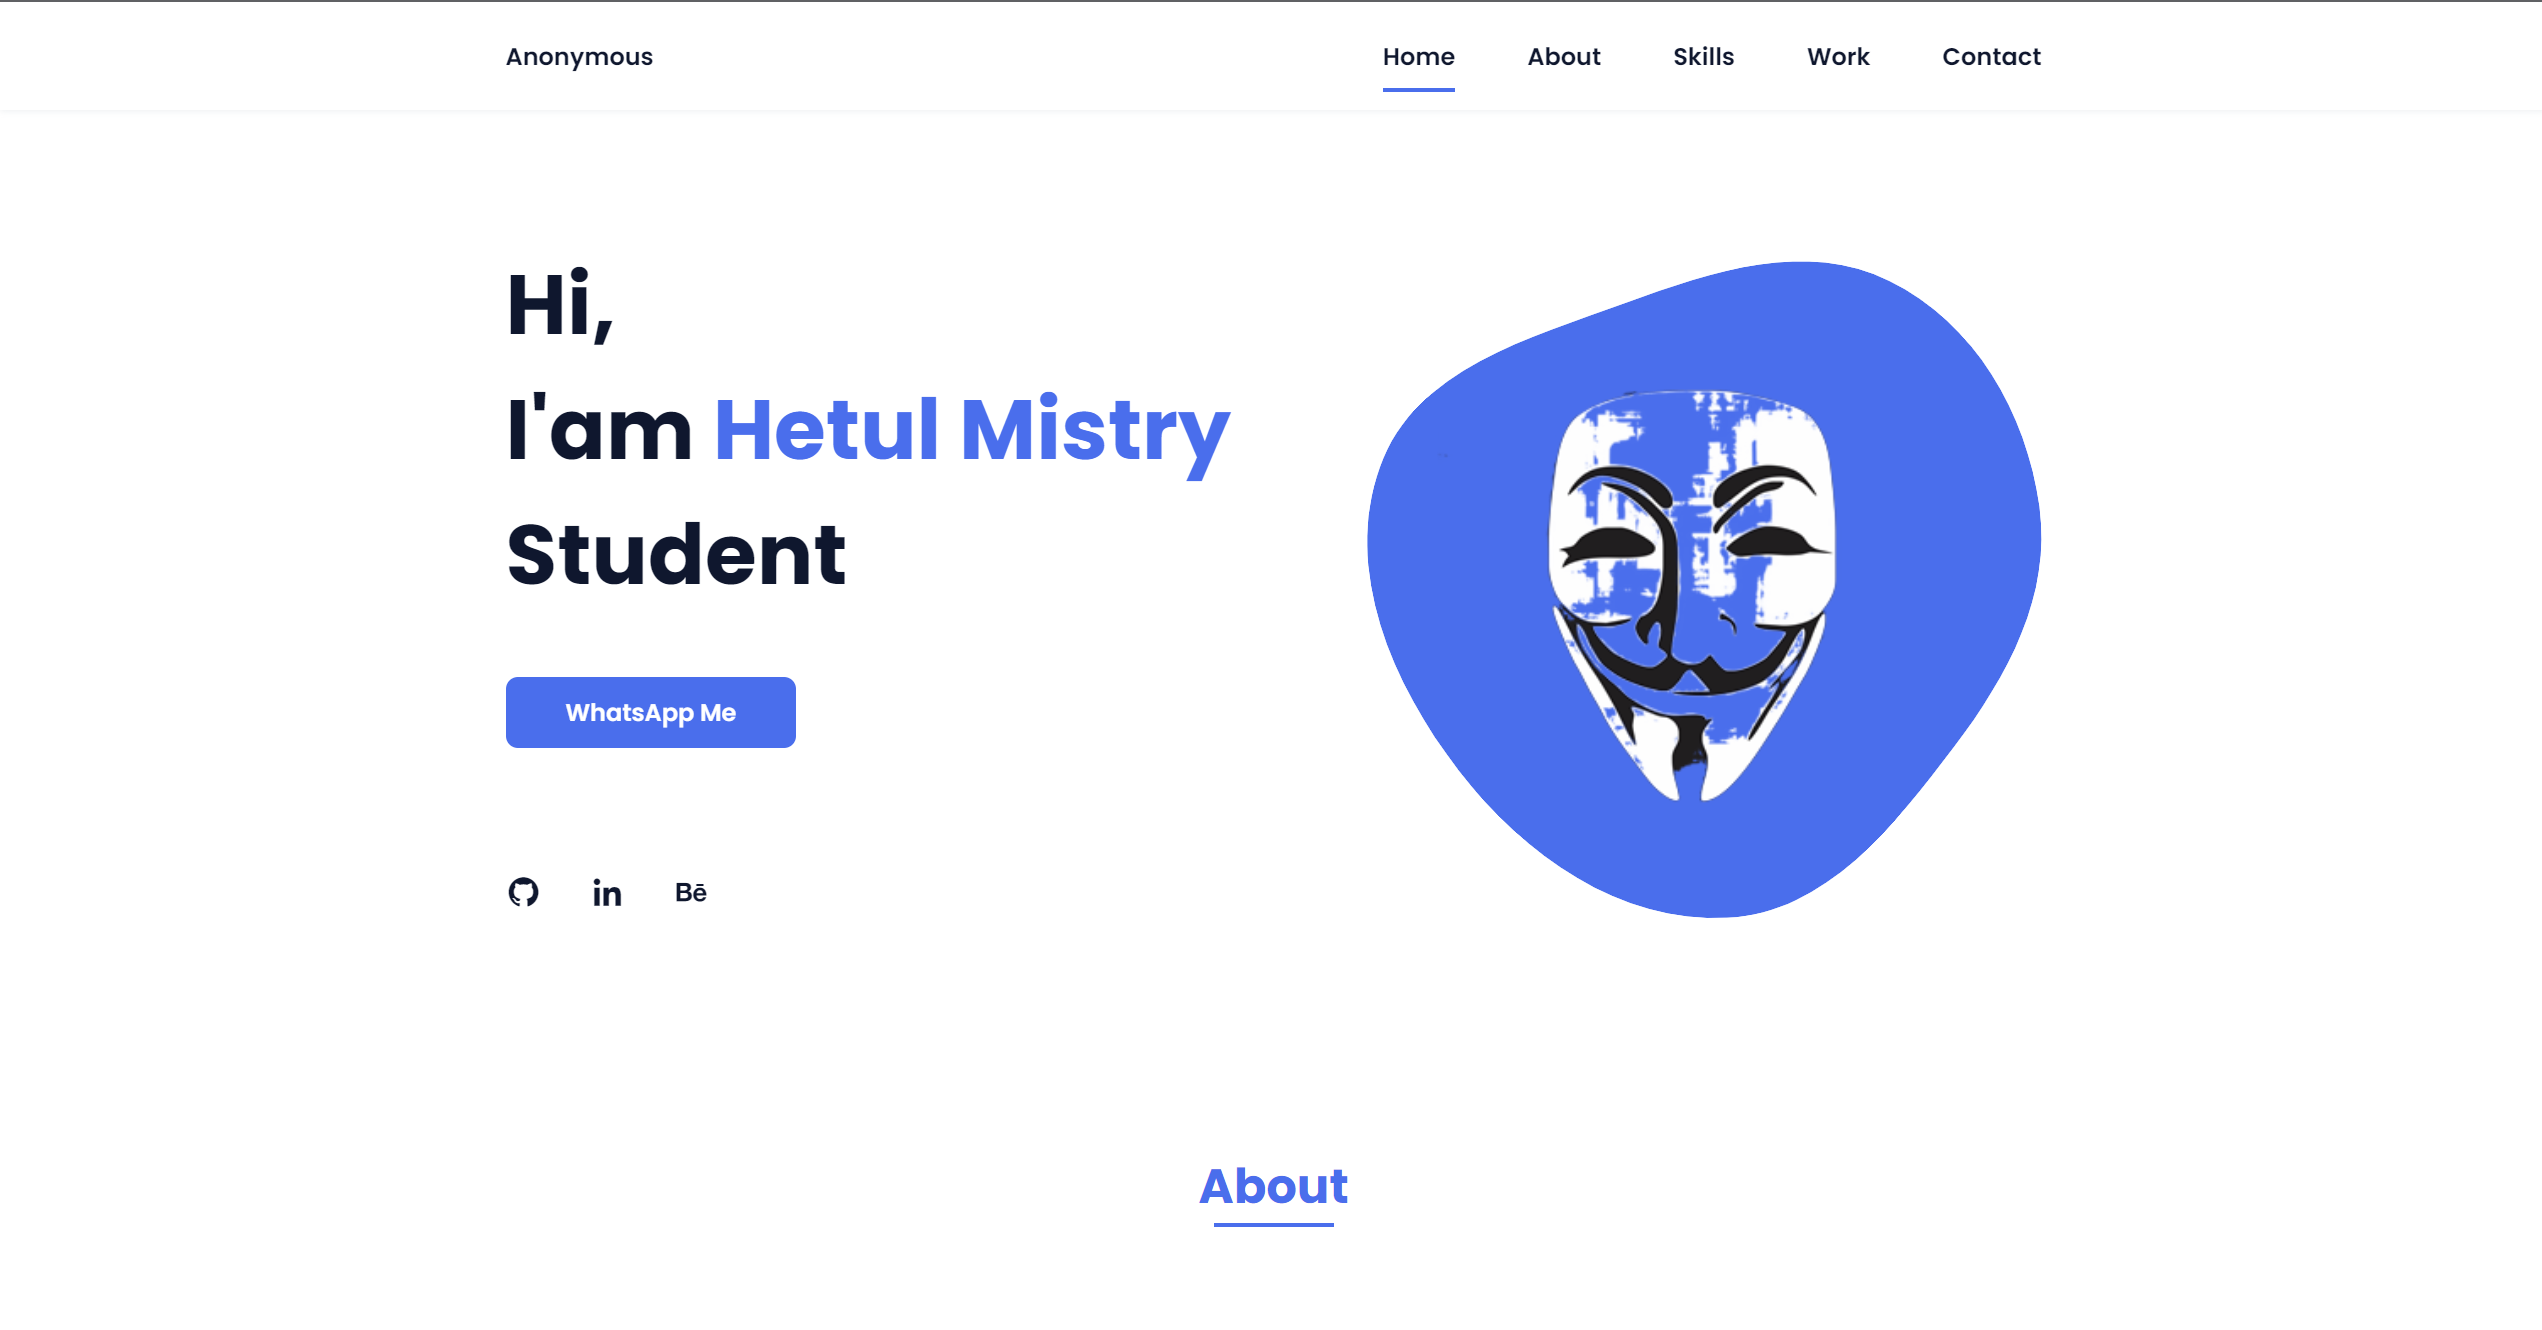 Anonymous
Home About Skills Work Contact
Hi,
I'am Hetul Mistry
Student
WhatsApp Me
in Bē
About